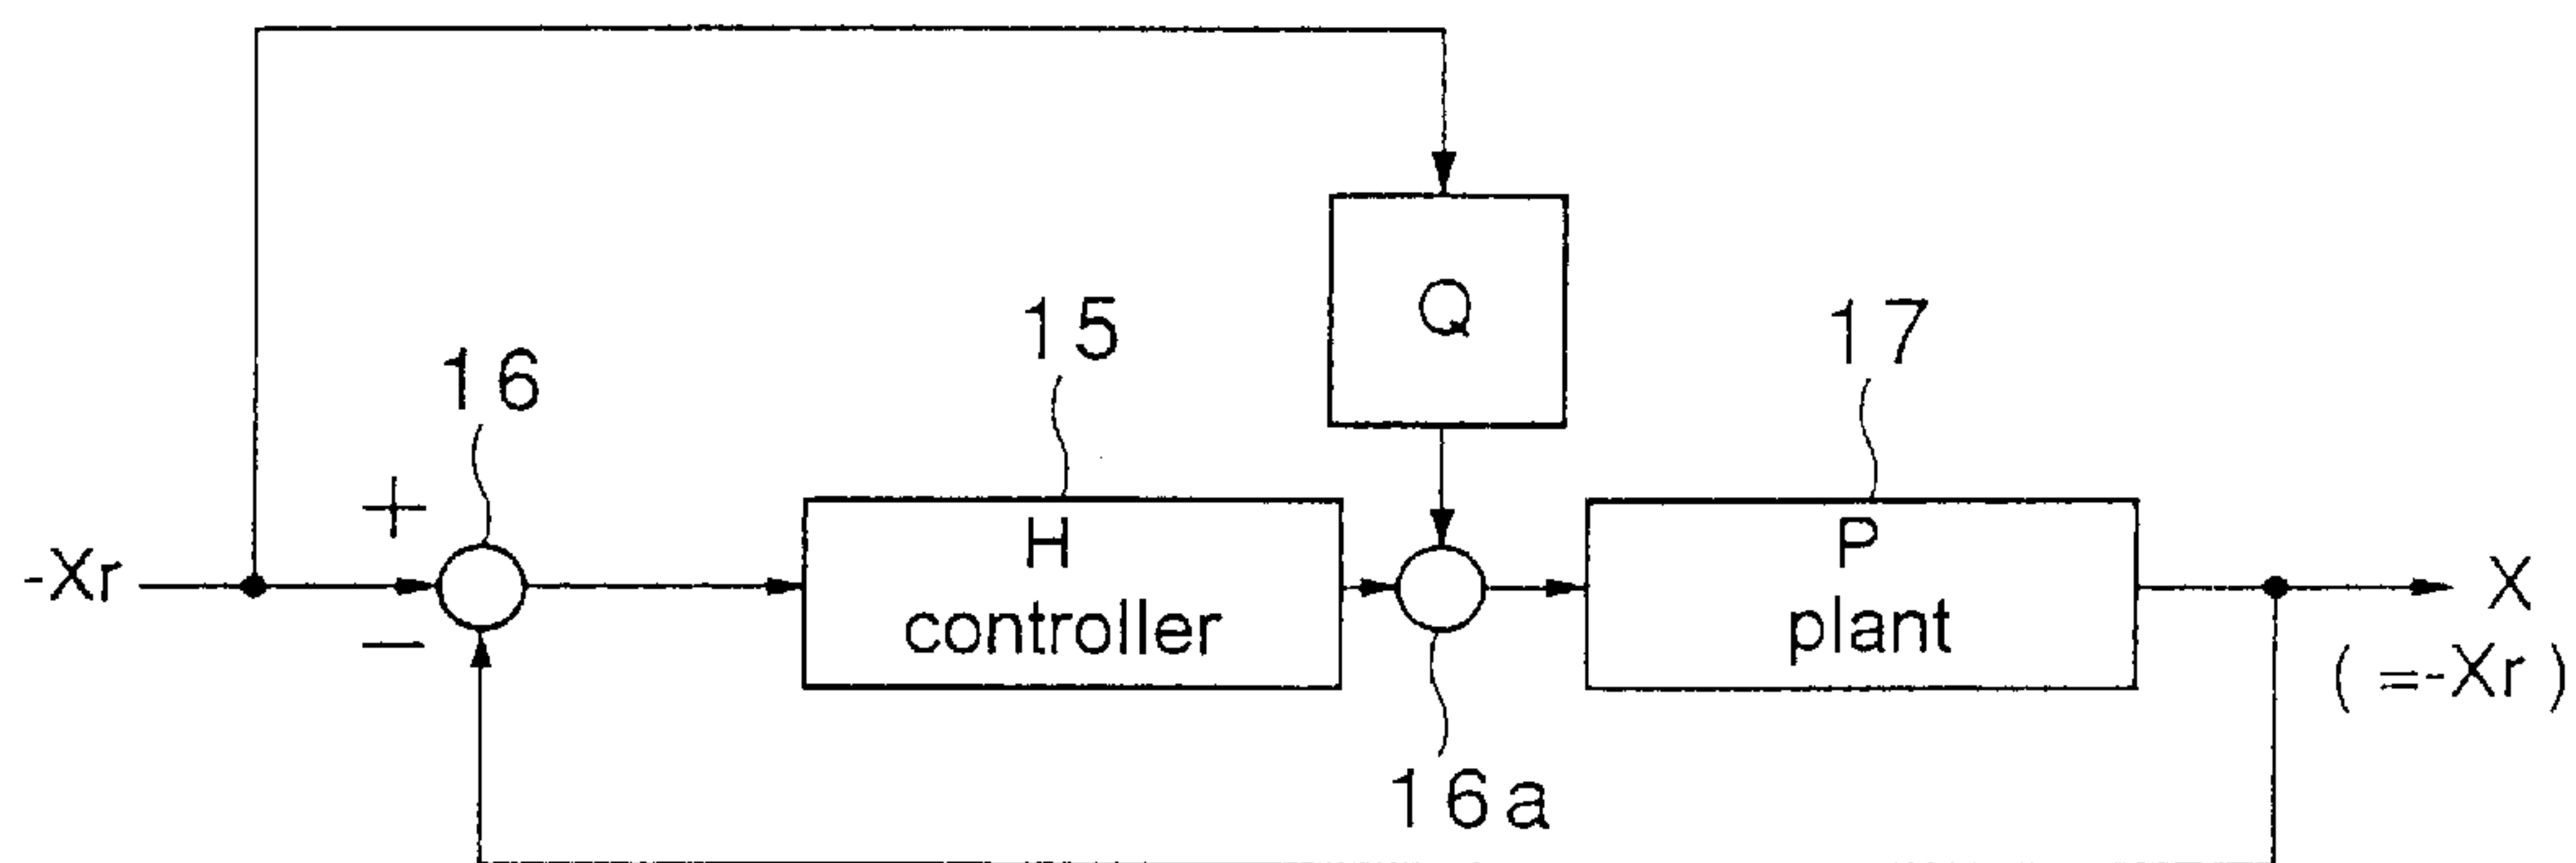 Q
15
17
16
+
H
controller
P
plant
-Xr
X
(=-Xr)
−
16a